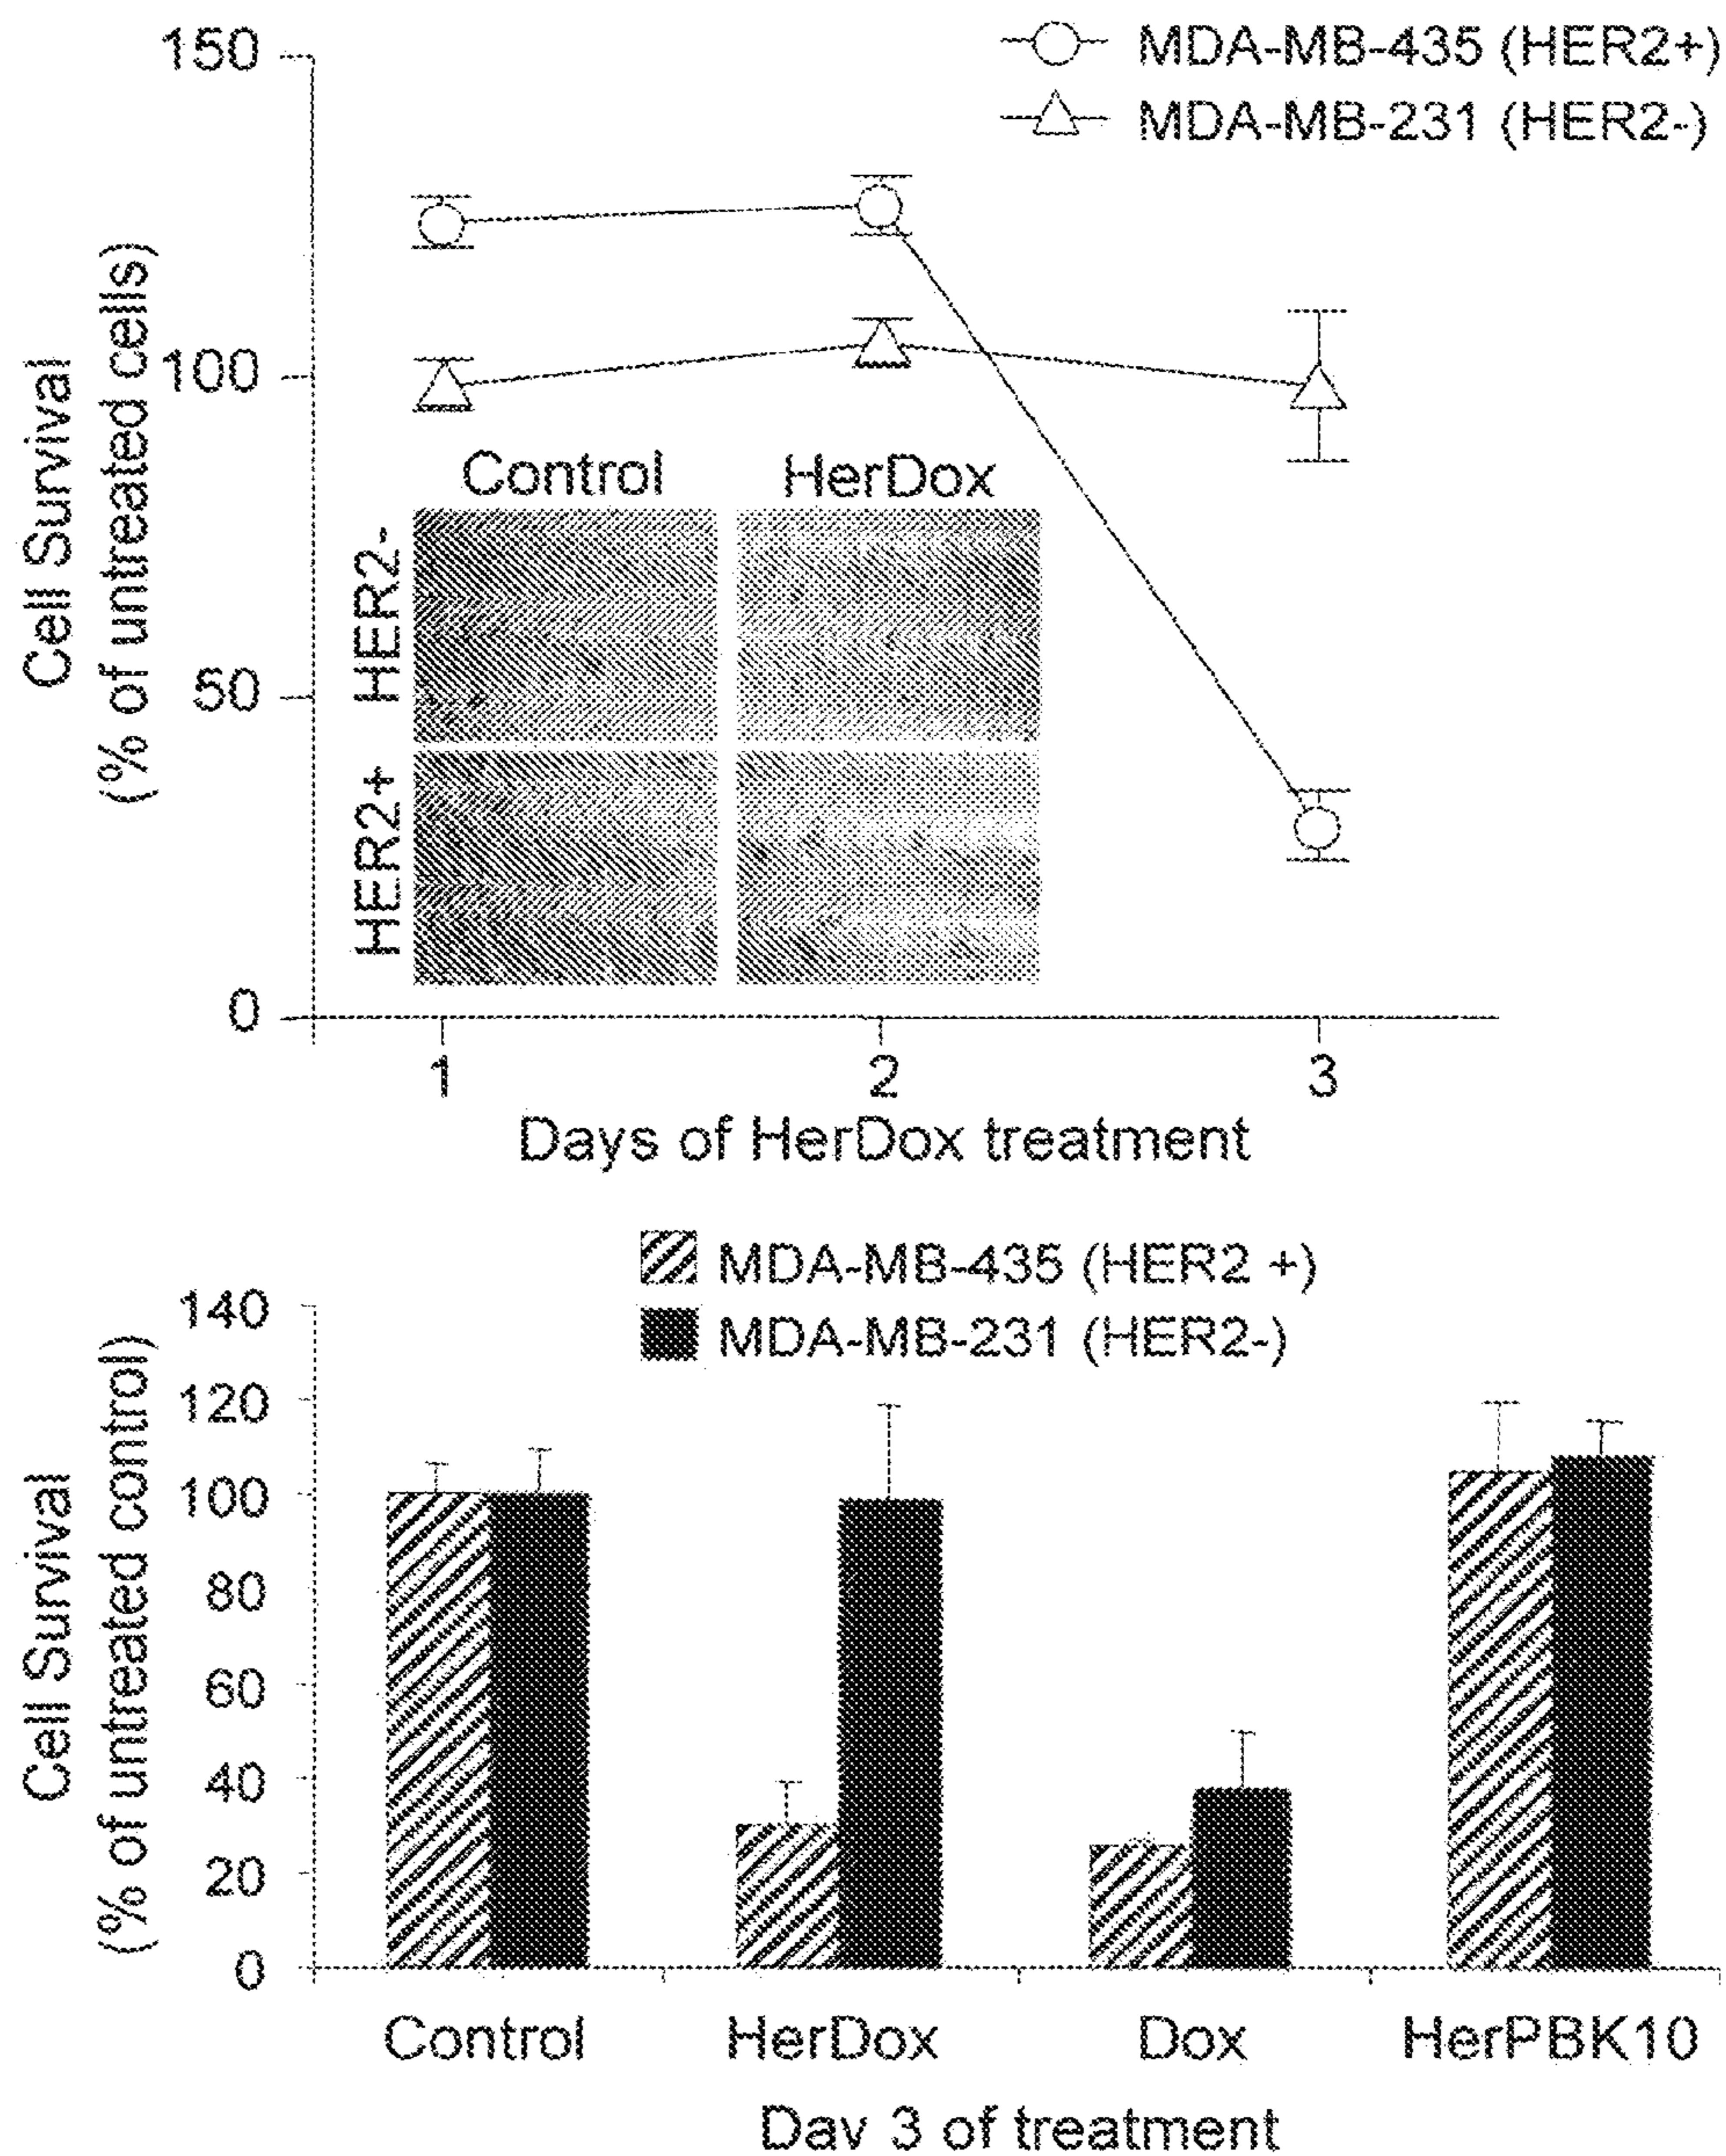 MDA-MB-435 (HER2+)
MDA-MB-231 (HER2-)
150
100
50
0
Cell Survival
(% of untreated cells)
Control HerDox
HER2-
HER2+
1 2 3
Days of HerDox treatment
MDA-MB-435 (HER2 +)
MDA-MB-231 (HER2-)
140
120
100
80
60
40
20
0
Cell Survival
(% of untreated control)
Control HerDox Dox HerPBK10
Day 3 of treatment